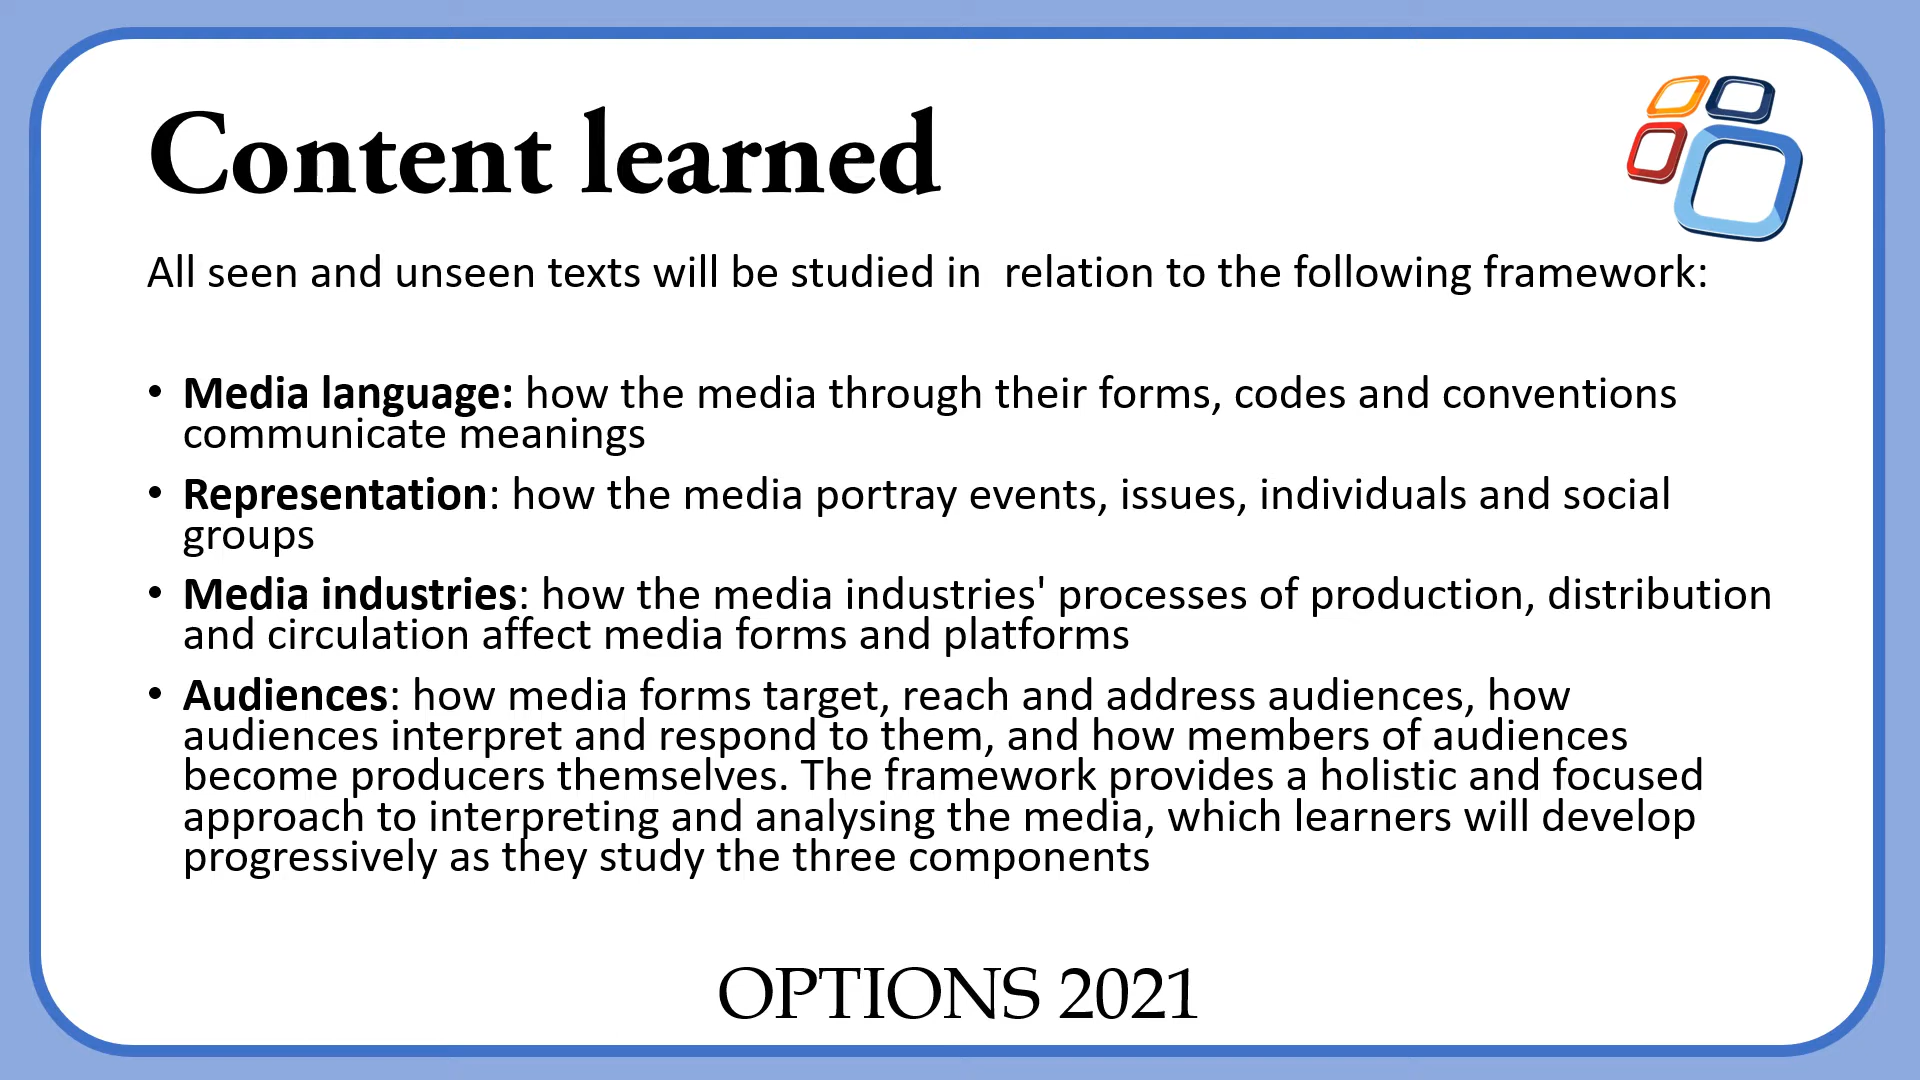 Content learned
All seen and unseen texts will be studied in  relation to the following framework:
• Media language: how the media through their forms, codes and conventions
communicate meanings
• Representation: how the media portray events, issues, individuals and social
groups
• Media industries: how the media industries' processes of production, distribution
and circulation affect media forms and platforms
• Audiences: how media forms target, reach and address audiences, how
audiences interpret and respond to them, and how members of audiences
become producers themselves. The framework provides a holistic and focused
approach to interpreting and analysing the media, which learners will develop
progressively as they study the three components
OPTIONS 2021